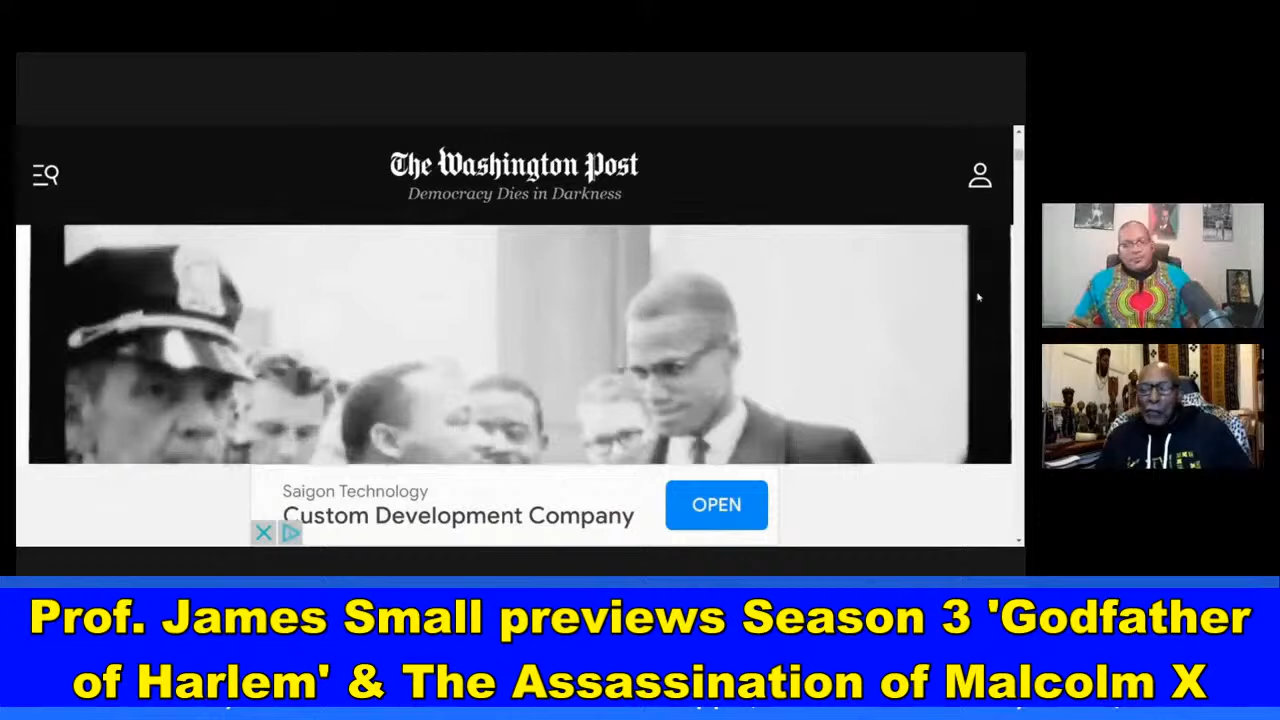 The Washington Post
Democracy Dies in Darkness
Saigon Technology
Custom Development Company
OPEN
Prof. James Small previews Season 3 'Godfather
of Harlem' & The Assassination of Malcolm X